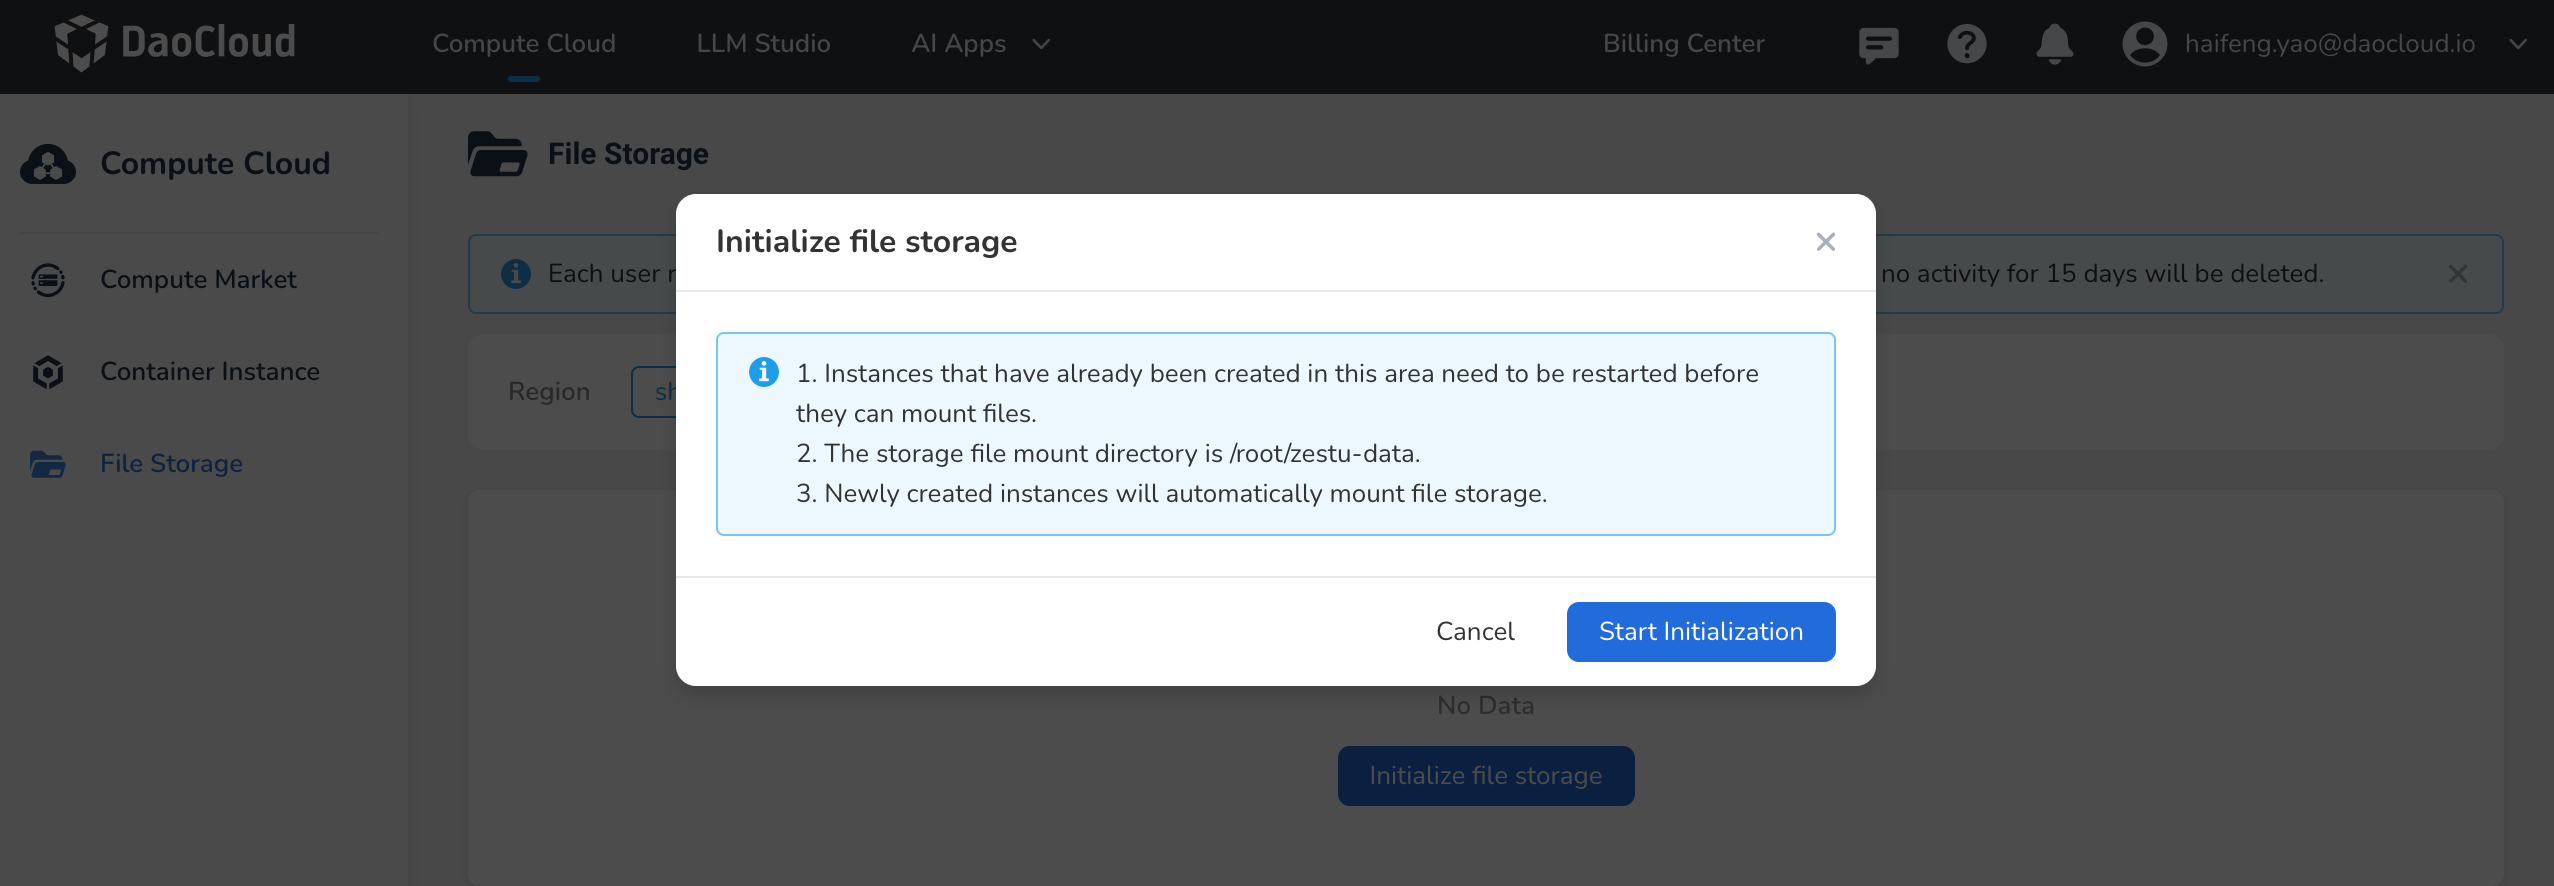 DaoCloud
Compute Cloud
LLM Studio
AI Apps
Billing Center
haifeng.yao@daocloud.io
Compute Cloud
Compute Market
Container Instance
File Storage
File Storage
Each user
no activity for 15 days will be deleted.
Region
Initialize file storage
1. Instances that have already been created in this area need to be restarted before
they can mount files.
2. The storage file mount directory is /root/zestu-data.
3. Newly created instances will automatically mount file storage.
Cancel
Start Initialization
No Data
Initialize file storage